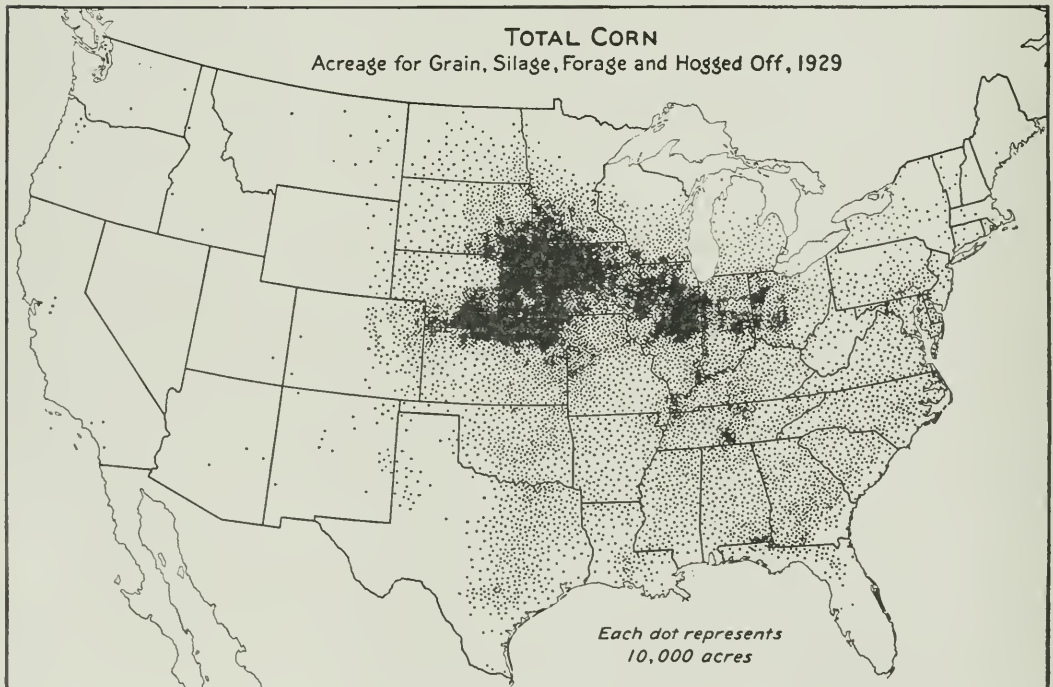 TOTAL CORN
Acreage for Grain, Silage, Forage and Hogged Off, 1929
Each dot represents
10,000 acres